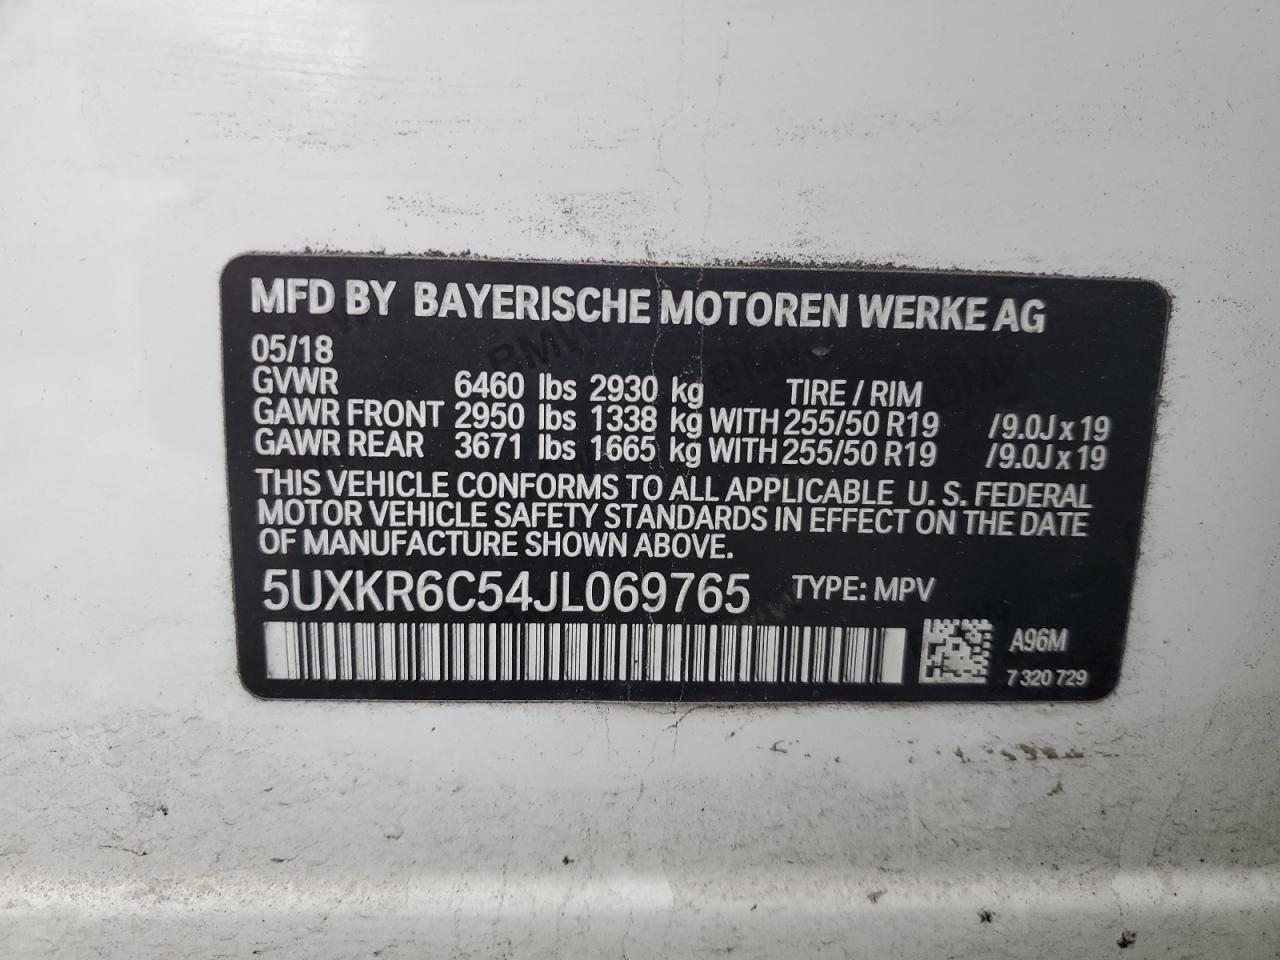 MFD BY BAYERISCHE MOTOREN WERKE AG
05/18
GVWR 6460 lbs 2930 kg TIRE / RIM
GAWR FRONT 2950 lbs 1338 kg WITH 255/50 R19 /9.0J x 19
GAWR REAR 3671 lbs 1665 kg WITH 255/50 R19 /9.0J x 19
THIS VEHICLE CONFORMS TO ALL APPLICABLE U. S. FEDERAL
MOTOR VEHICLE SAFETY STANDARDS IN EFFECT ON THE DATE
OF MANUFACTURE SHOWN ABOVE.
5UXKR6C54JL069765 TYPE: MPV
A96M
7 320 729